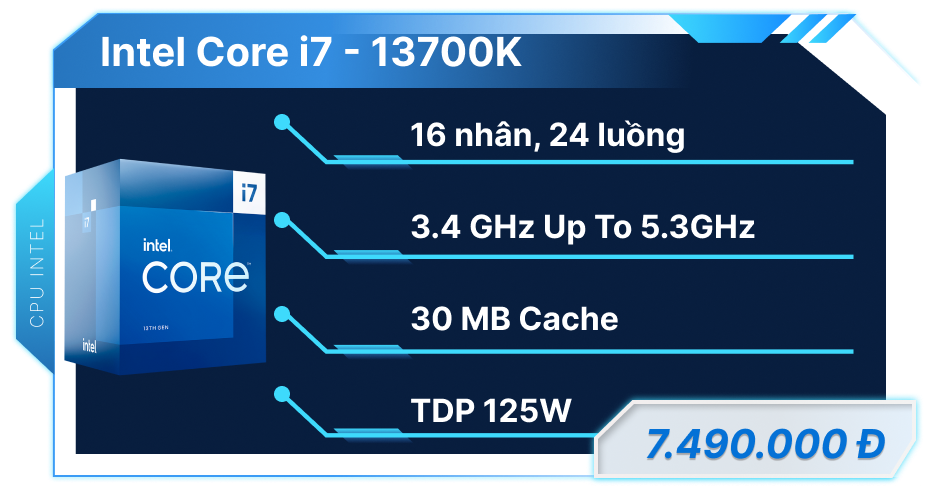 Intel Core i7 - 13700K
16 nhân, 24 luồng
3.4 GHz Up To 5.3GHz
30 MB Cache
TDP 125W
7.490.000 Đ
CPU INTEL
i7
i7
intel.
CORE
13TH GEN
intel